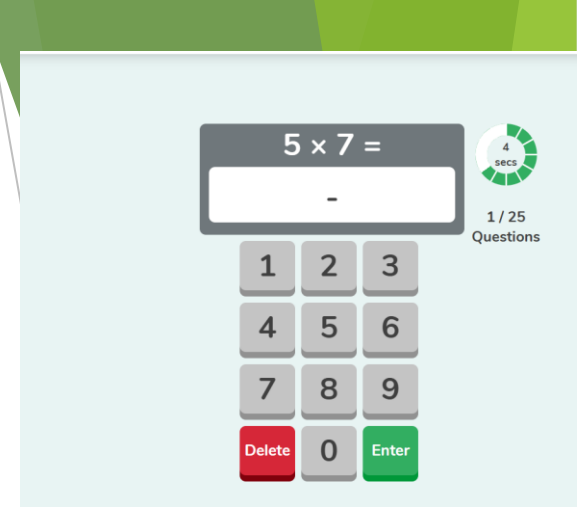 5 × 7 =
-
4
secs
1 / 25
Questions
1 2 3
4 5 6
7 8 9
Delete 0 Enter